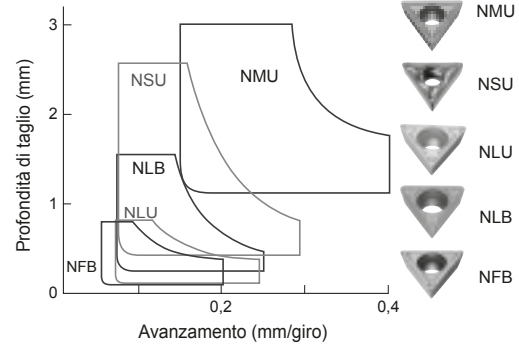 Profondità di taglio (mm)
3
2
1
0
NSU
NMU
NLB
NLU
NFB
0,2
0,4
Avanzamento (mm/giro)
NMU
NSU
NLU
NLB
NFB